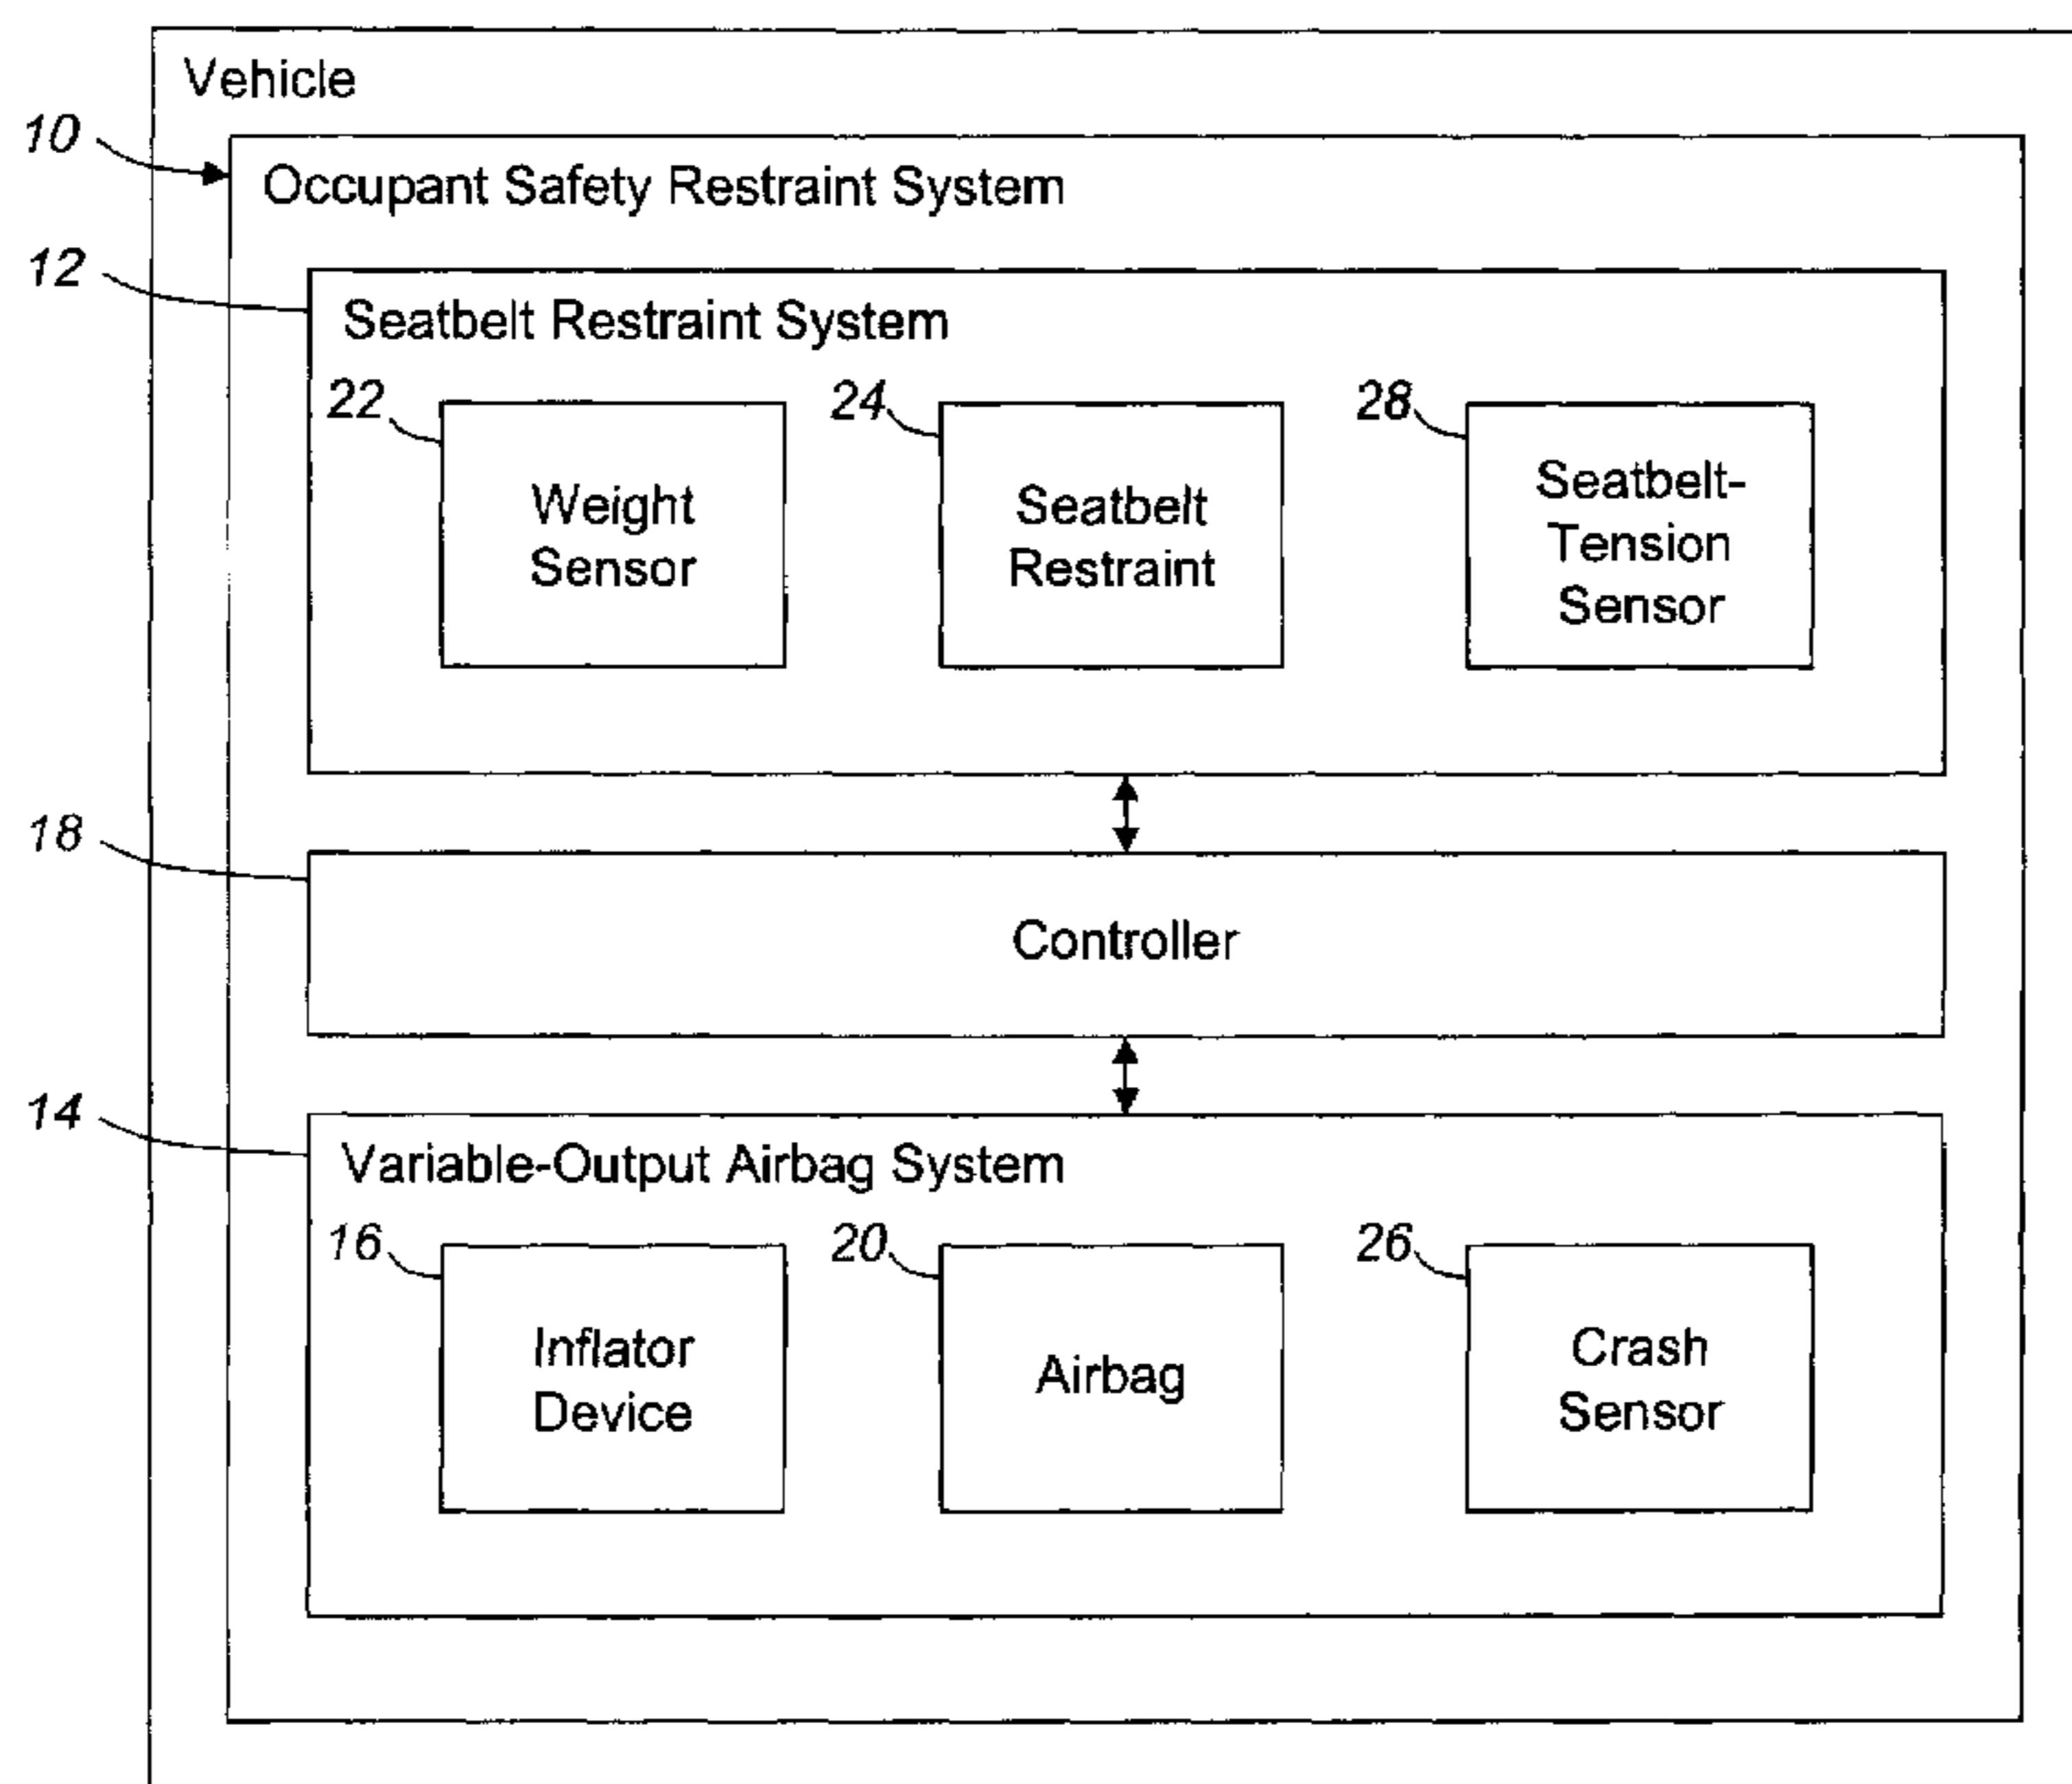 Vehicle
10
Occupant Safety Restraint System
12
Seatbelt Restraint System
22
24
28
Weight
Sensor
Seatbelt
Restraint
Seatbelt-
Tension
Sensor
18
Controller
14
Variable-Output Airbag System
16
20
26
Inflator
Device
Airbag
Crash
Sensor